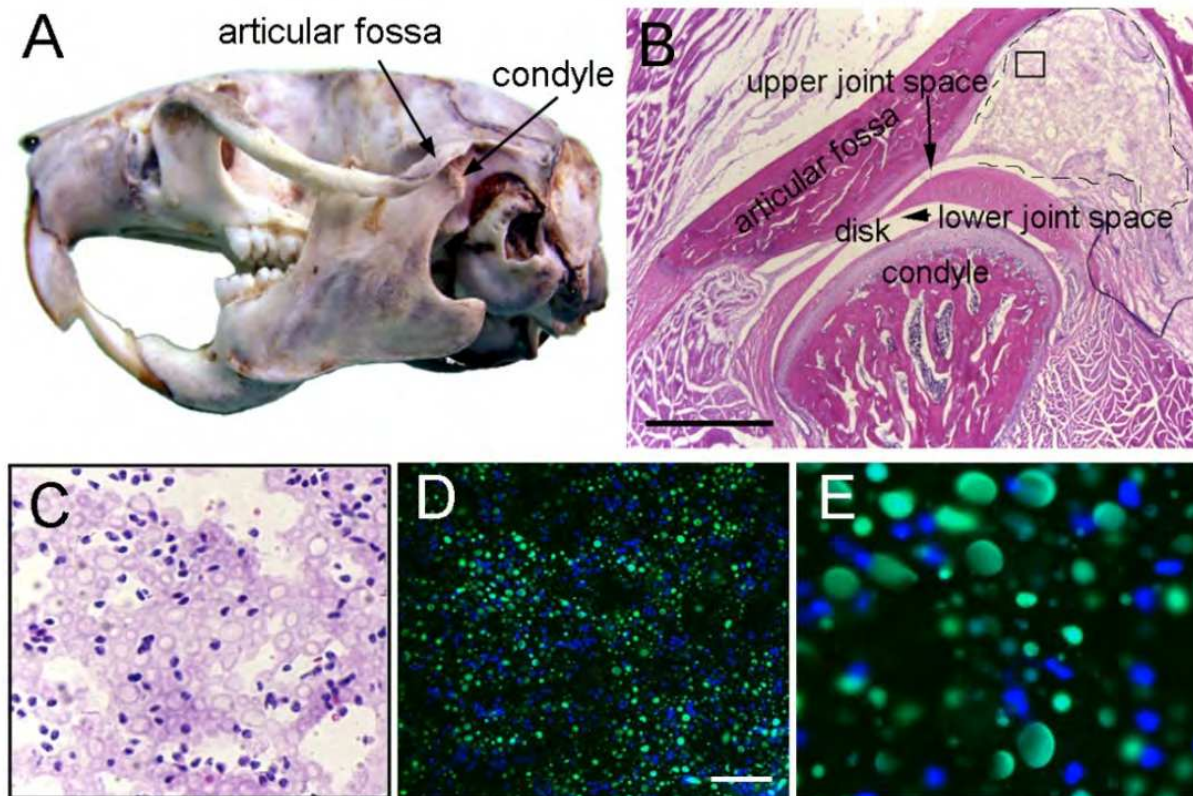 A
articular fossa
condyle
B
upper joint space
articular fossa
disk
lower joint space
condyle
C
D
E